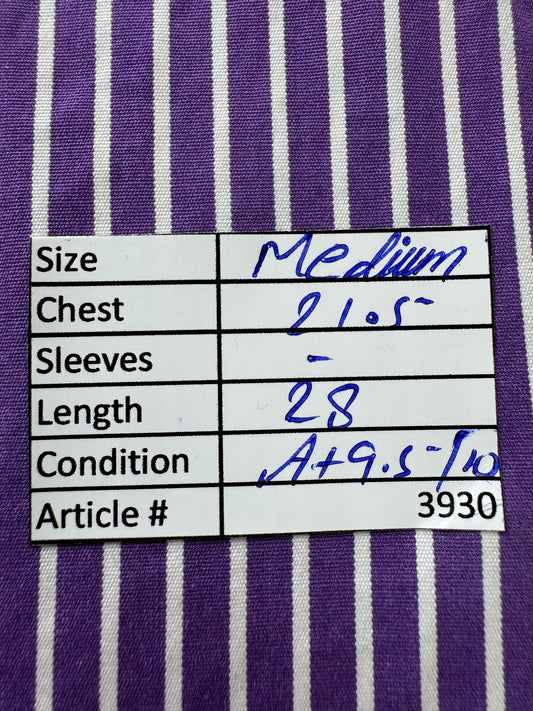 Size Medium
Chest 21.5
Sleeves -
Length 28
Condition A+9.5/10
Article # 3930